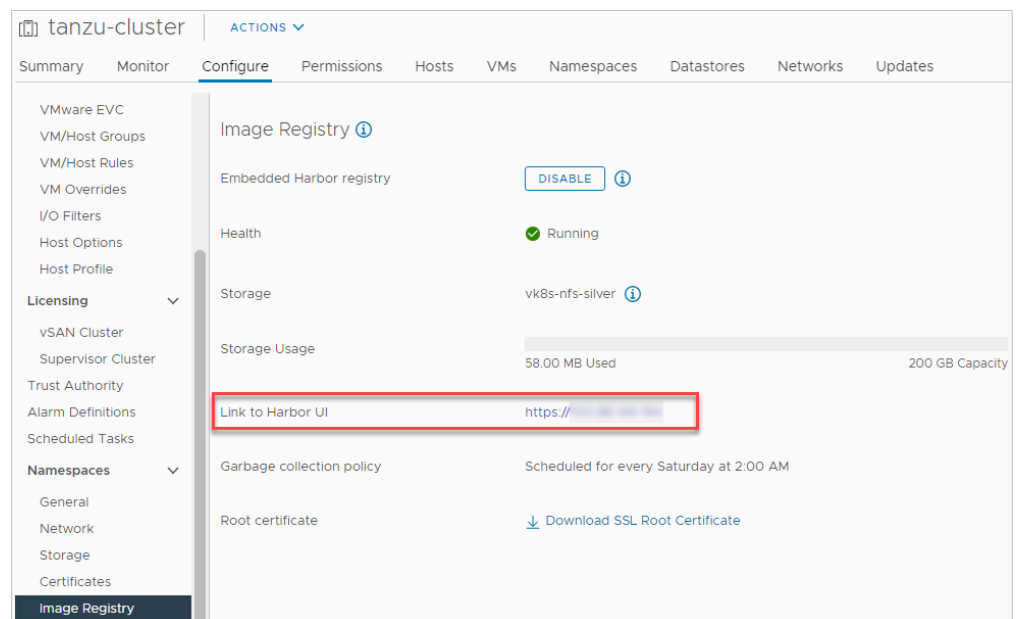 tanzu-cluster ACTIONS
Summary Monitor Configure Permissions Hosts VMs Namespaces Datastores Networks Updates
VMware EVC
VM/Host Groups
VM/Host Rules
VM Overrides
I/O Filters
Host Options
Host Profile
Licensing
vSAN Cluster
Supervisor Cluster
Trust Authority
Alarm Definitions
Scheduled Tasks
Namespaces
General
Network
Storage
Certificates
Image Registry
Image Registry
Embedded Harbor registry DISABLE
Health Running
Storage vk8s-nfs-silver
Storage Usage
58.00 MB Used 200 GB Capacity
Link to Harbor UI https://
Garbage collection policy Scheduled for every Saturday at 2:00 AM
Root certificate Download SSL Root Certificate